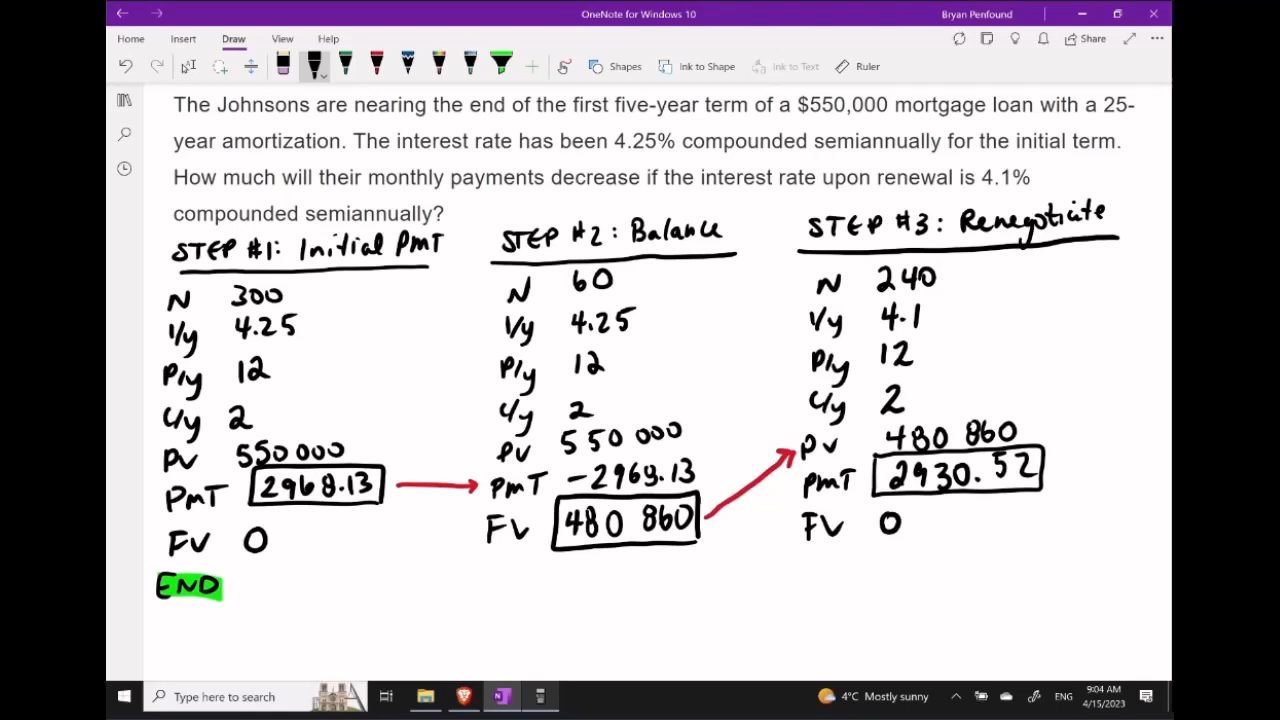 OneNote for Windows 10
Bryan Penfound
Home Insert Draw View Help
Share
Shapes Ink to Shape Ink to Text Ruler
The Johnsons are nearing the end of the first five-year term of a $550,000 mortgage loan with a 25-
year amortization. The interest rate has been 4.25% compounded semiannually for the initial term.
How much will their monthly payments decrease if the interest rate upon renewal is 4.1%
compounded semiannually?
STEP #1: Initial PmT
N 300
I/y 4.25
P/y 12
C/y 2
PV 550 000
PmT 2968.13
FV 0
END
STEP #2: Balance
N 60
I/y 4.25
P/y 12
C/y 2
PV 550 000
PmT -2968.13
FV 480 860
STEP #3: Renegotiate
N 240
I/y 4.1
P/y 12
C/y 2
PV 480 860
PmT 2930.52
FV 0
Type here to search
4°C Mostly sunny
ENG
9:04 AM
4/15/2023